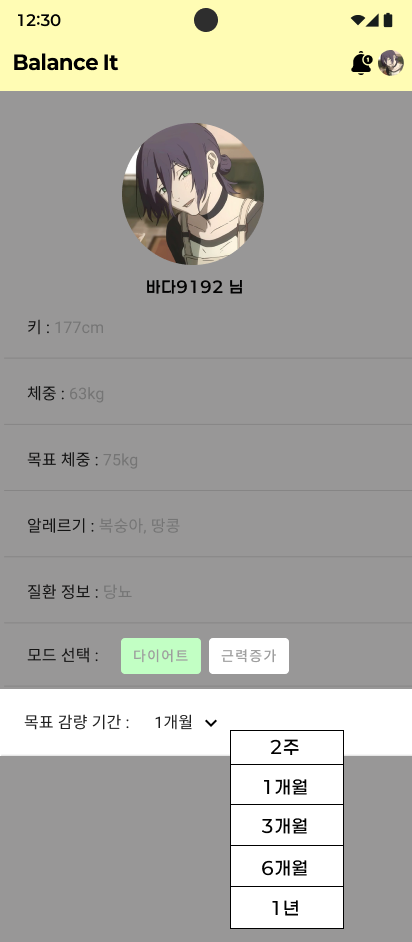 12:30
Balance It
바다9192 님
키 : 177cm
체중 : 63kg
목표 체중 : 75kg
알레르기 : 복숭아, 땅콩
질환 정보 : 당뇨
모드 선택 : 다이어트 근력증가
목표 감량 기간 : 1개월
2주
1개월
3개월
6개월
1년